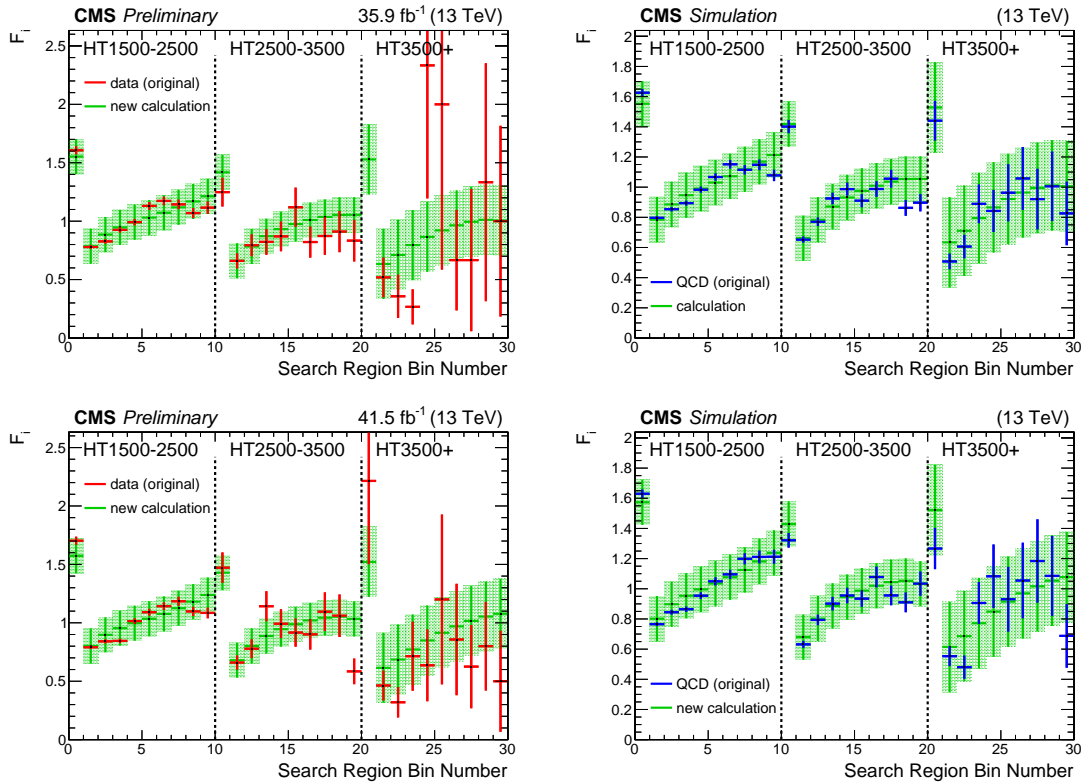 CMS Preliminary 35.9 fb⁻¹ (13 TeV)
F_i
HT1500-2500 HT2500-3500 HT3500+
data (original)
new calculation
2.5
2
1.5
1
0.5
0
0 5 10 15 20 25 30
Search Region Bin Number
CMS Simulation (13 TeV)
F_i
HT1500-2500 HT2500-3500 HT3500+
2
1.8
1.6
1.4
1.2
1
0.8
0.6
0.4
0.2
0
QCD (original)
calculation
0 5 10 15 20 25 30
Search Region Bin Number
CMS Preliminary 41.5 fb⁻¹ (13 TeV)
F_i
HT1500-2500 HT2500-3500 HT3500+
data (original)
new calculation
2.5
2
1.5
1
0.5
0
0 5 10 15 20 25 30
Search Region Bin Number
CMS Simulation (13 TeV)
F_i
HT1500-2500 HT2500-3500 HT3500+
2
1.8
1.6
1.4
1.2
1
0.8
0.6
0.4
0.2
0
QCD (original)
new calculation
0 5 10 15 20 25 30
Search Region Bin Number